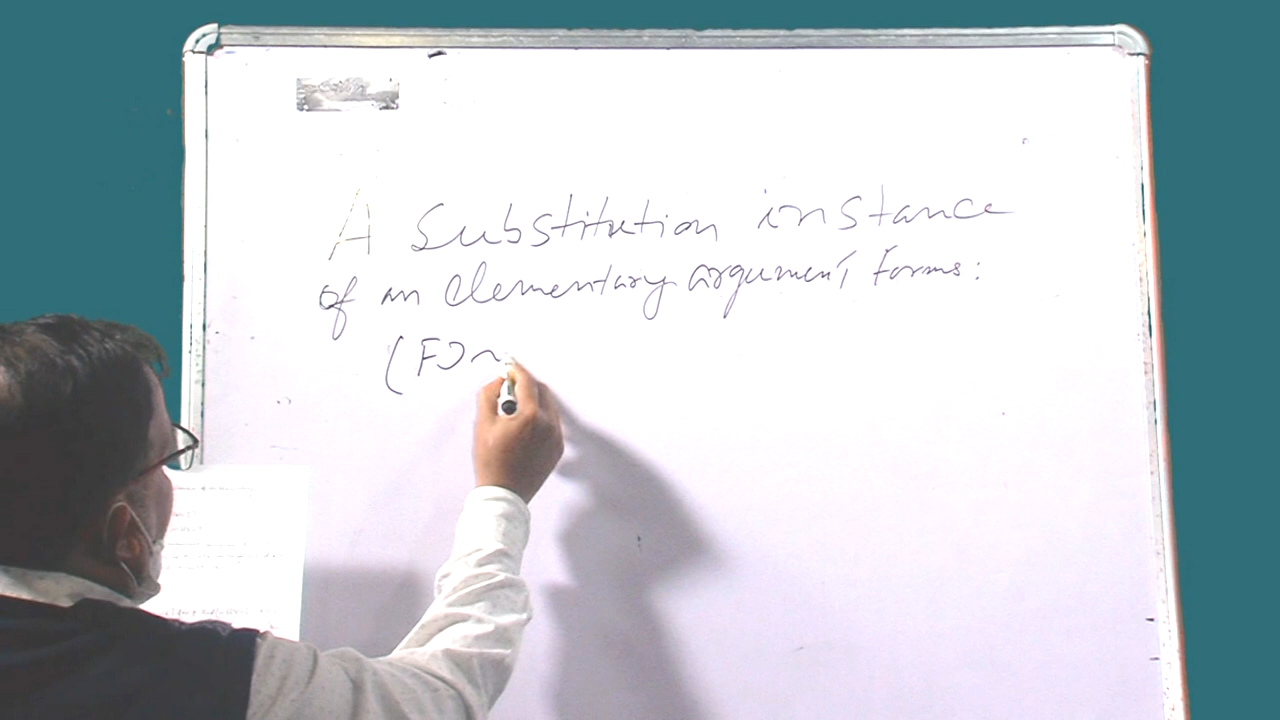 A Substitution instance
of an elementary argument forms:
(F⊃~